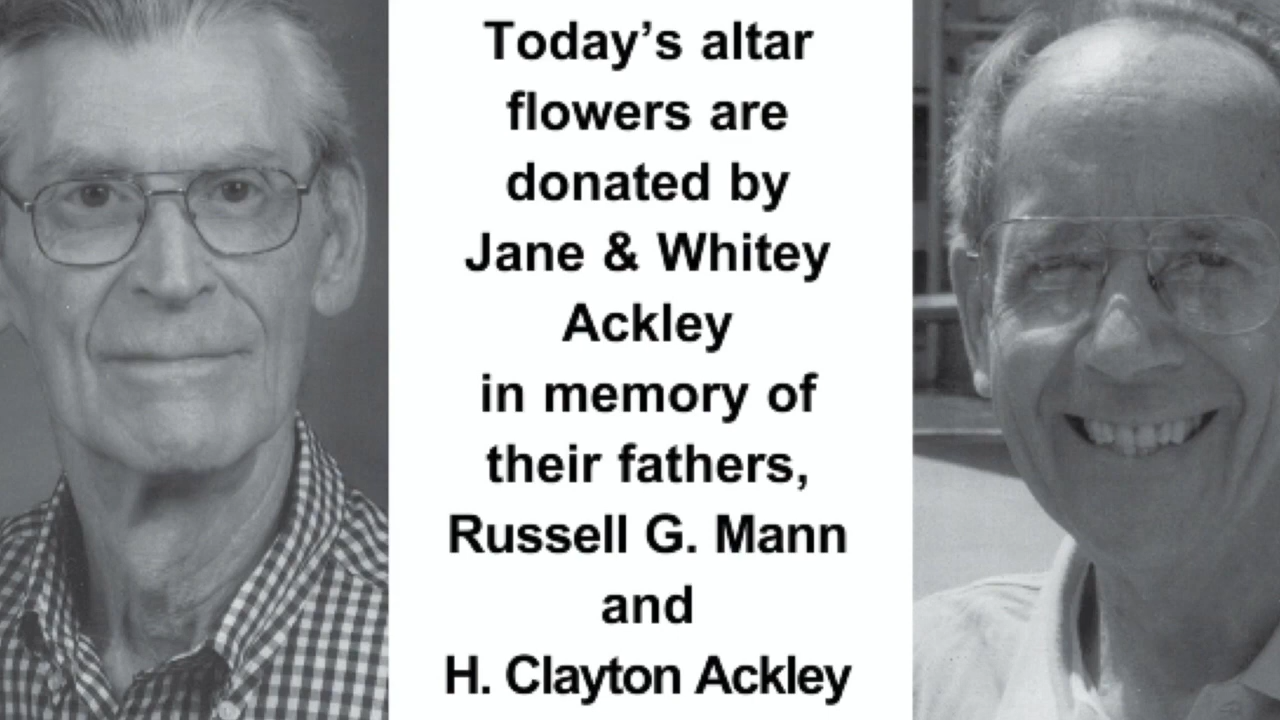 Today’s altar
flowers are
donated by
Jane & Whitey
Ackley
in memory of
their fathers,
Russell G. Mann
and
H. Clayton Ackley